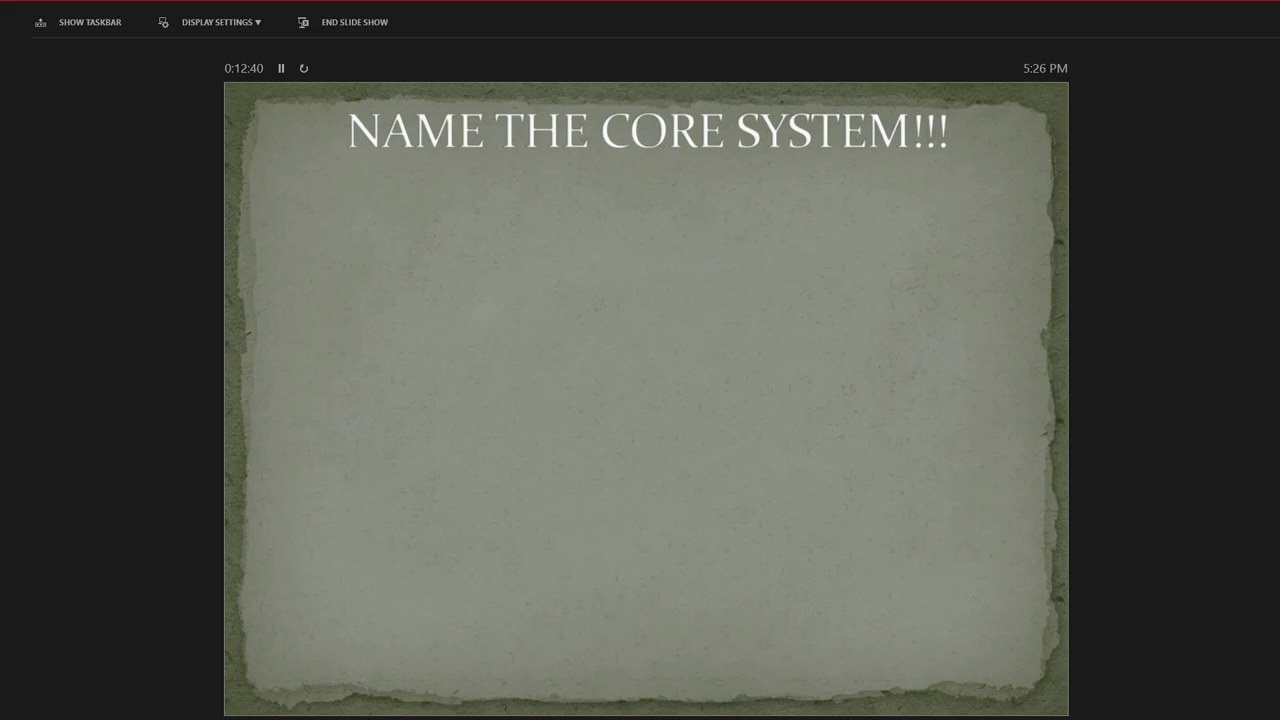 SHOW TASKBAR DISPLAY SETTINGS ▼ END SLIDE SHOW
0:12:40 5:26 PM
NAME THE CORE SYSTEM!!!